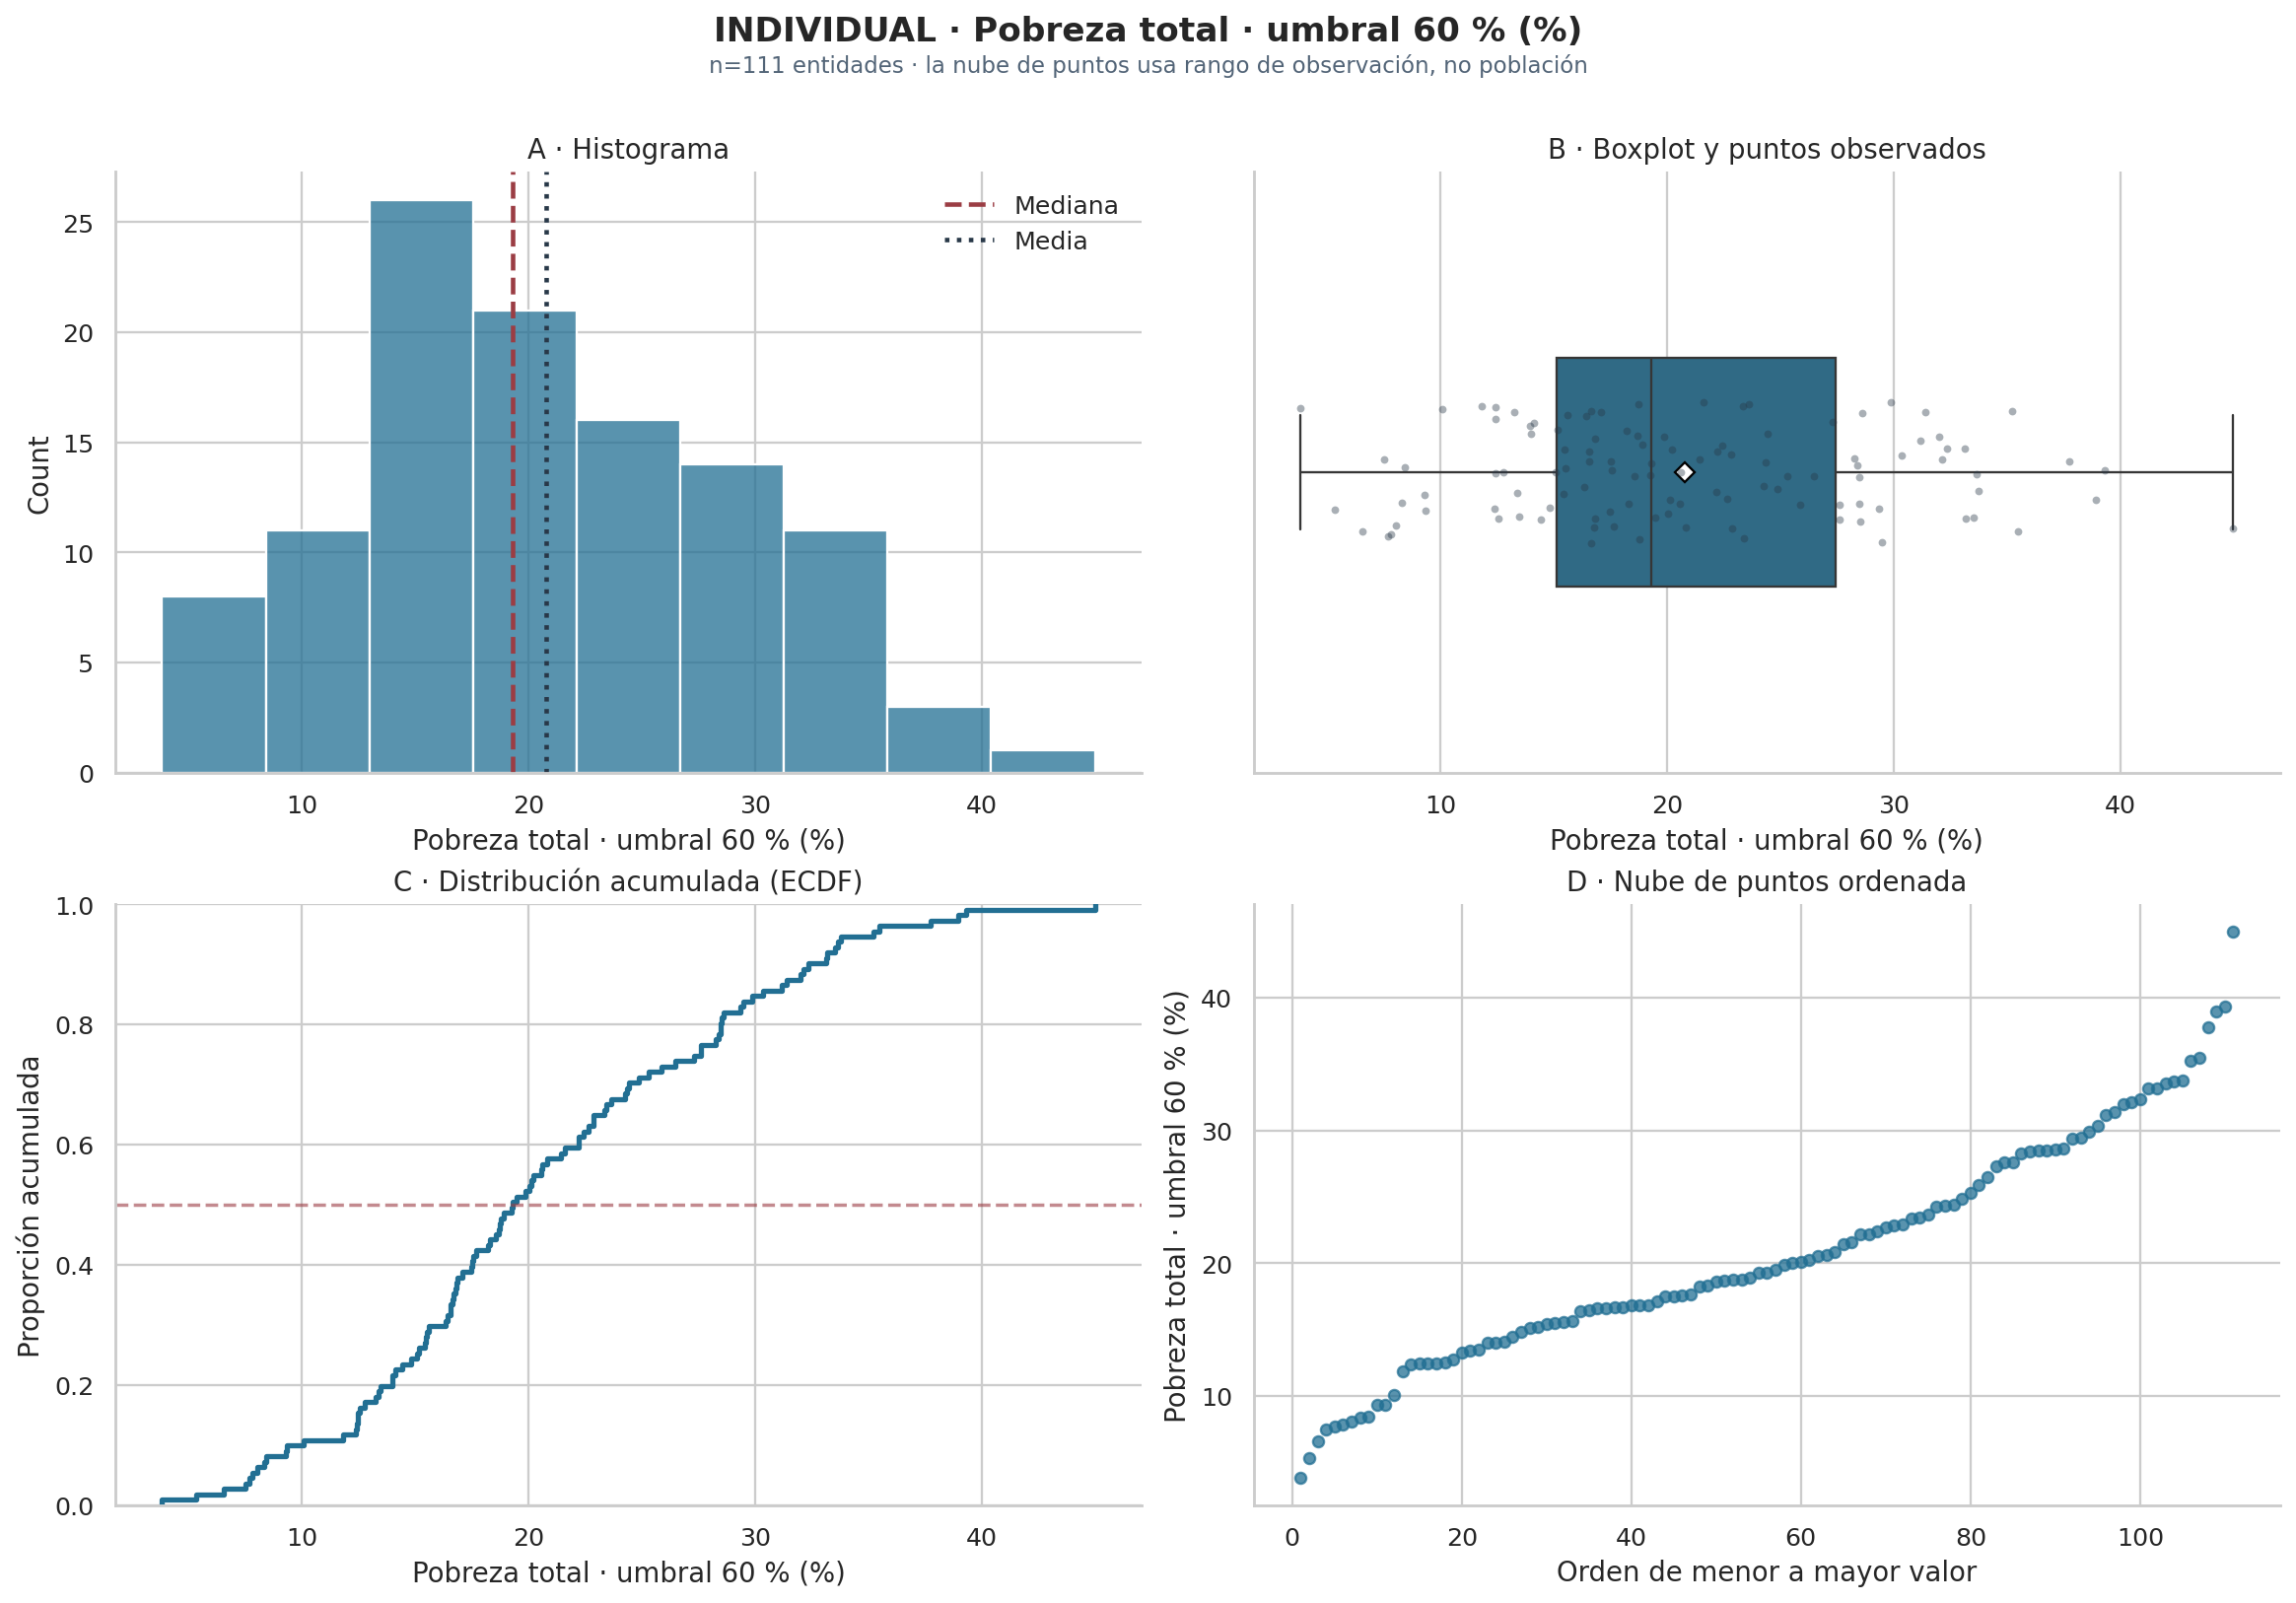 INDIVIDUAL · Pobreza total · umbral 60 % (%)
n=111 entidades · la nube de puntos usa rango de observación, no población
A · Histograma
Mediana
Media
Count
0
5
10
15
20
25
10
20
30
40
Pobreza total · umbral 60 % (%)
B · Boxplot y puntos observados
10
20
30
40
Pobreza total · umbral 60 % (%)
C · Distribución acumulada (ECDF)
Proporción acumulada
1.0
0.8
0.6
0.4
0.2
0.0
10
20
30
40
Pobreza total · umbral 60 % (%)
D · Nube de puntos ordenada
Pobreza total · umbral 60 % (%)
40
30
20
10
0
20
40
60
80
100
Orden de menor a mayor valor